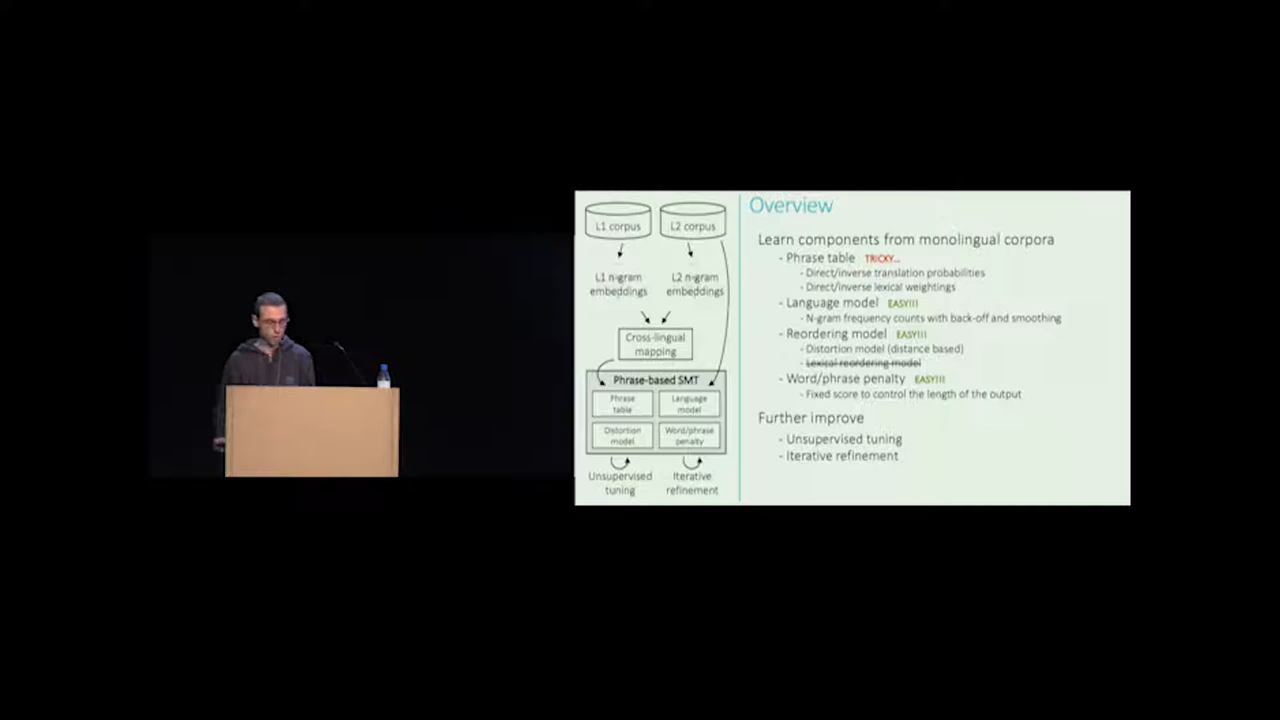 L1 corpus
L2 corpus
L1 n-gram
embeddings
L2 n-gram
embeddings
Cross-lingual
mapping
Phrase-based SMT
Phrase
table
Language
model
Distortion
model
Word/phrase
penalty
Unsupervised
tuning
Iterative
refinement
Overview
Learn components from monolingual corpora
- Phrase table TRICKY...
- Direct/inverse translation probabilities
- Direct/inverse lexical weightings
- Language model EASY!!!
- N-gram frequency counts with back-off and smoothing
- Reordering model EASY!!!
- Distortion model (distance based)
- Lexical reordering model
- Word/phrase penalty EASY!!!
- Fixed score to control the length of the output
Further improve
- Unsupervised tuning
- Iterative refinement